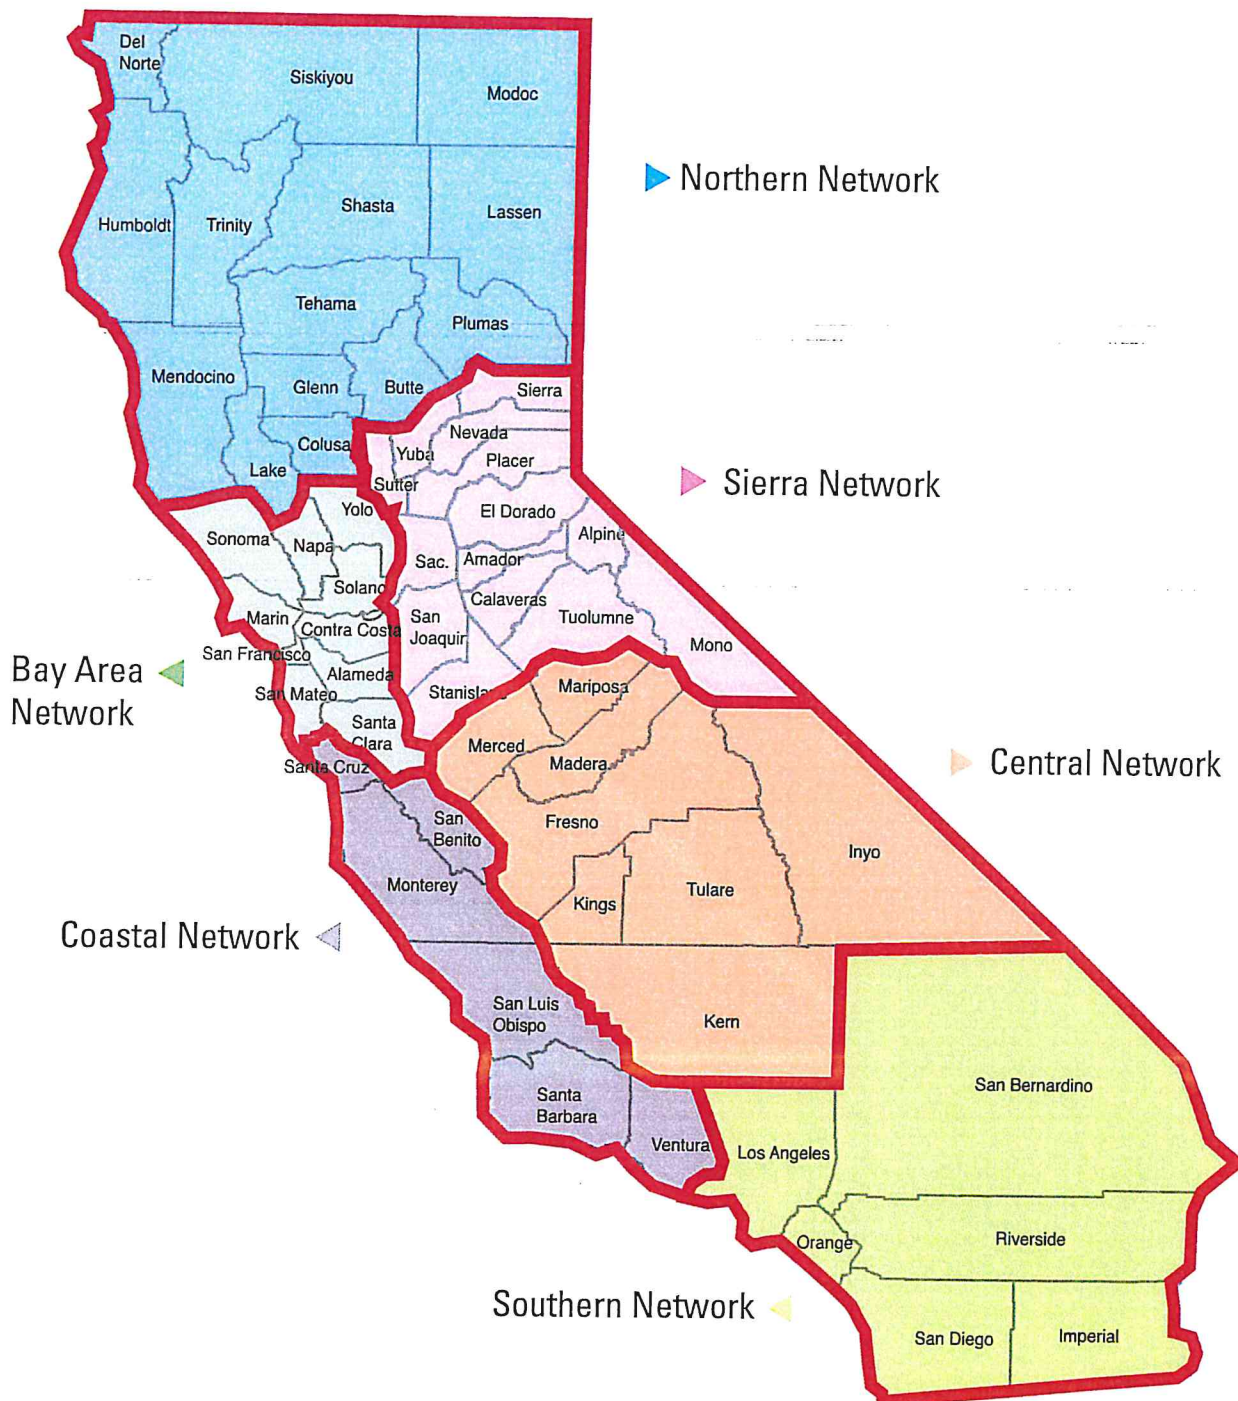 Del
Norte
Siskiyou
Modoc
Northern Network
Humboldt
Trinity
Shasta
Lassen
Tehama
Plumas
Mendocino
Glenn
Butte
Sierra
Colusa
Nevada
Yuba
Placer
Lake
Sutter
Sierra Network
Yolo
El Dorado
Sonoma
Napa
Alpine
Sac.
Amador
Solano
Calaveras
Tuolumne
Marin
San
Joaquin
Contra Costa
Mono
San Francisco
Bay Area
Network
Alameda
San Mateo
Stanislaus
Mariposa
Santa
Clara
Merced
Madera
Santa Cruz
Central Network
San
Benito
Fresno
Inyo
Monterey
Kings
Tulare
Coastal Network
San Luis
Obispo
Kern
San Bernardino
Santa
Barbara
Ventura
Los Angeles
Orange
Riverside
Southern Network
San Diego
Imperial